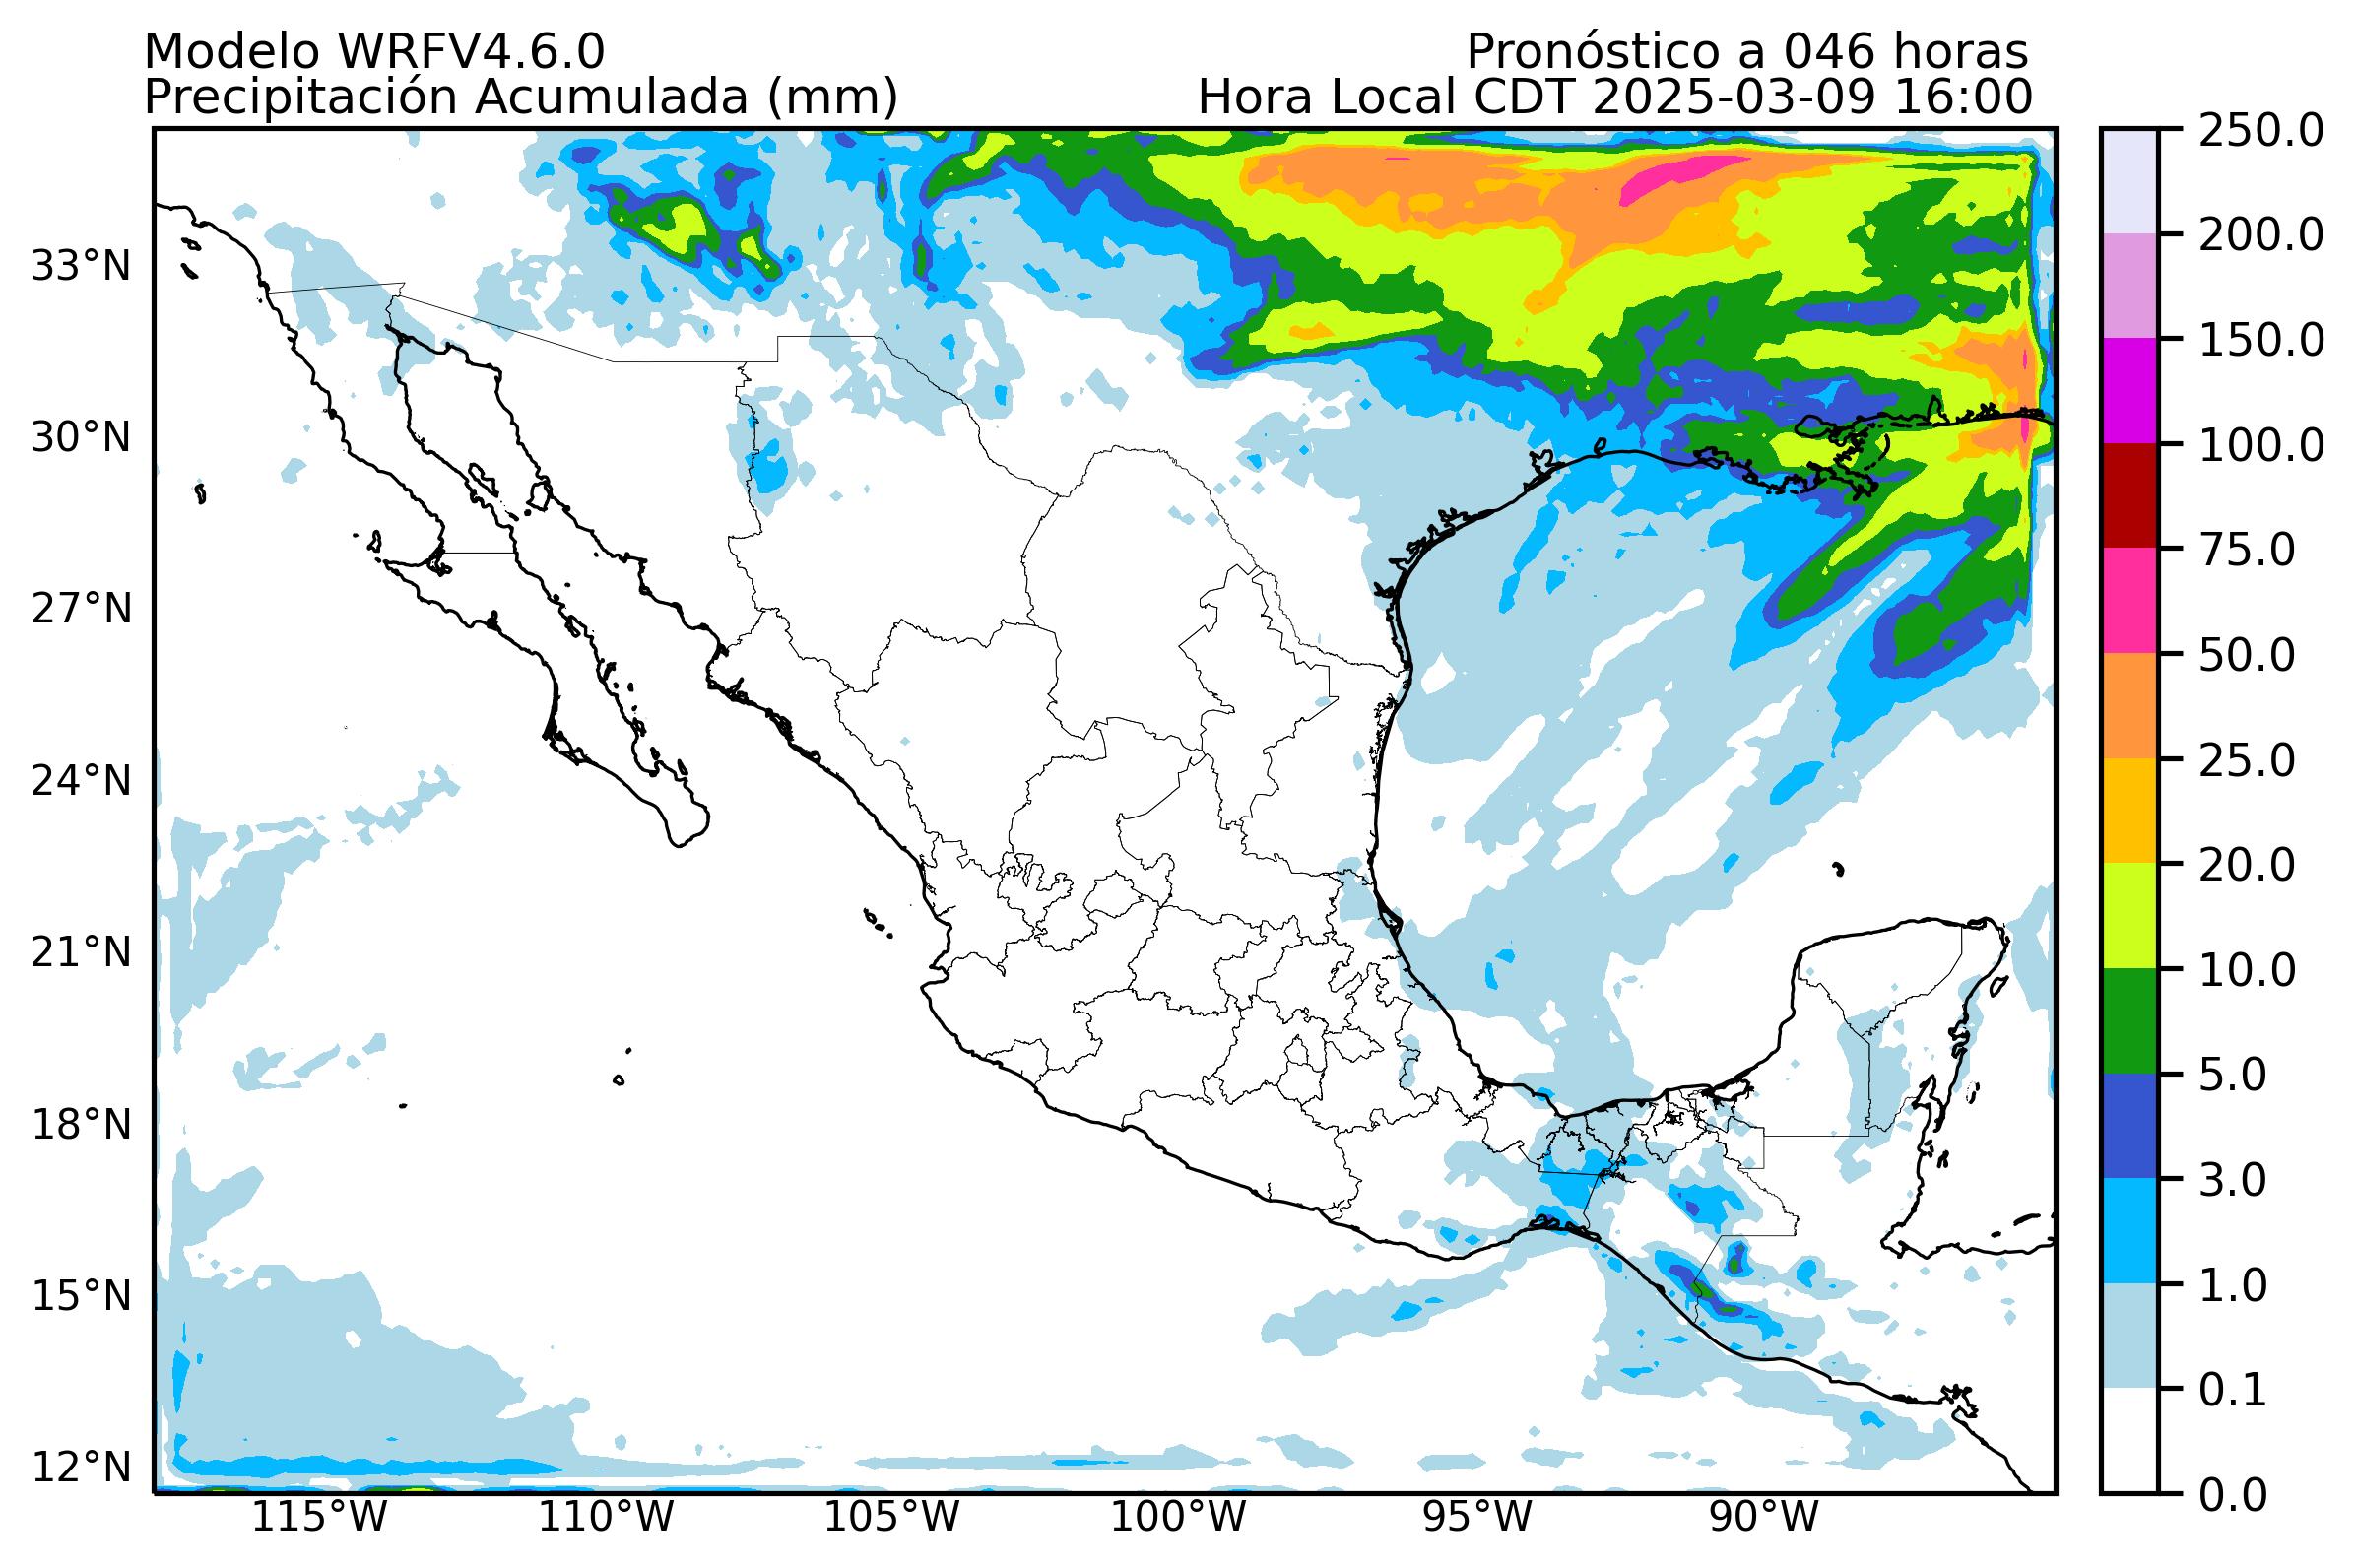 Modelo WRFV4.6.0
Pronóstico a 046 horas
Precipitación Acumulada (mm)
Hora Local CDT 2025-03-09 16:00
33°N
30°N
27°N
24°N
21°N
18°N
15°N
12°N
115°W
110°W
105°W
100°W
95°W
90°W
250.0
200.0
150.0
100.0
75.0
50.0
25.0
20.0
10.0
5.0
3.0
1.0
0.1
0.0